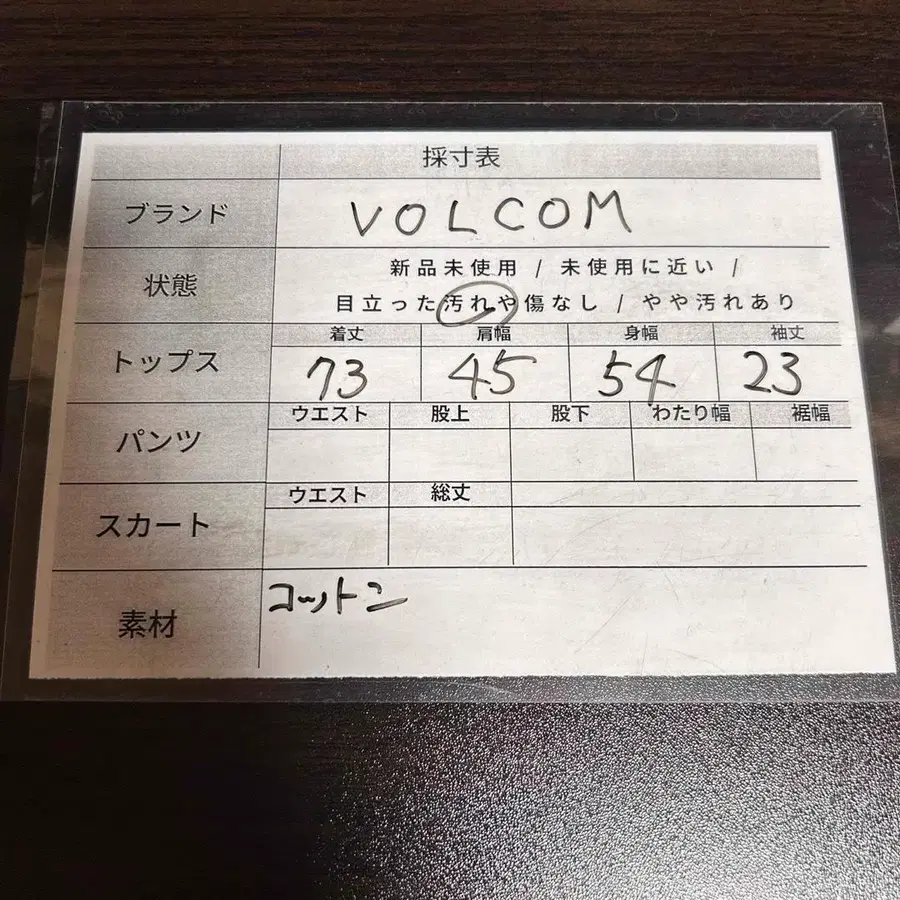 採寸表
ブランド VOLCOM
状態 新品未使用 / 未使用に近い /
目立った汚れや傷なし / やや汚れあり
着丈 肩幅 身幅 袖丈
トップス 73 45 54 23
ウエスト 股上 股下 わたり幅 裾幅
パンツ
ウエスト 総丈
スカート
素材 コットン